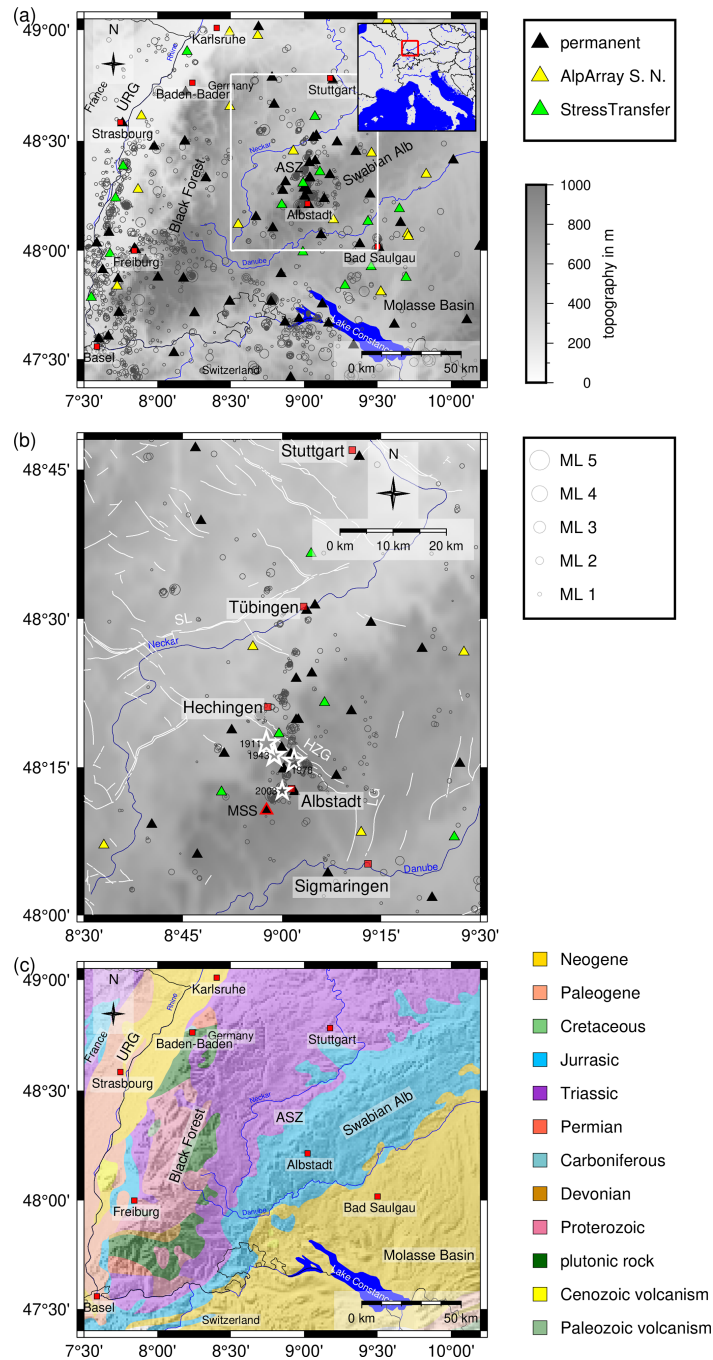 (a)
49°00'
48°30'
48°00'
47°30'
7°30'
8°00'
8°30'
9°00'
9°30'
10°00'
N
France
URG
Rhine
Karlsruhe
Germany
Baden-Baden
Strasbourg
Stuttgart
Neckar
ASZ
Swabian Alb
Black Forest
Albstadt
Freiburg
Danube
Bad Saulgau
Molasse Basin
Lake Constance
Basel
Switzerland
0 km
50 km
permanent
AlpArray S. N.
StressTransfer
1000
800
600
400
200
0
topography in m
(b)
48°45'
48°30'
48°15'
48°00'
8°30'
8°45'
9°00'
9°15'
9°30'
Stuttgart
N
0 km
10 km
20 km
Tübingen
SL
Neckar
Hechingen
HZG
1911
1943
1978
2003
Albstadt
MSS
Danube
Sigmaringen
ML 5
ML 4
ML 3
ML 2
ML 1
(c)
49°00'
48°30'
48°00'
47°30'
7°30'
8°00'
8°30'
9°00'
9°30'
10°00'
N
France
URG
Rhine
Karlsruhe
Germany
Baden-Baden
Strasbourg
Stuttgart
Neckar
ASZ
Swabian Alb
Black Forest
Albstadt
Freiburg
Danube
Bad Saulgau
Molasse Basin
Lake Constance
Basel
Switzerland
0 km
50 km
Neogene
Paleogene
Cretaceous
Jurrasic
Triassic
Permian
Carboniferous
Devonian
Proterozoic
plutonic rock
Cenozoic volcanism
Paleozoic volcanism